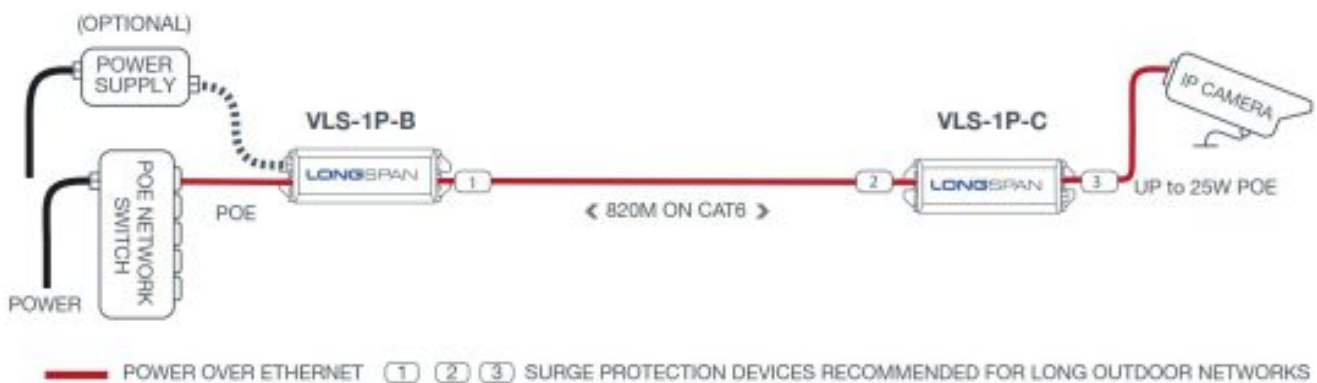 (OPTIONAL)
POWER
SUPPLY
VLS-1P-B
VLS-1P-C
IP CAMERA
POE NETWORK
SWITCH
LONGSPAN
1
2
LONGSPAN
3
UP to 25W POE
POE
< 820M ON CAT6 >
POWER
POWER OVER ETHERNET 1 2 3 SURGE PROTECTION DEVICES RECOMMENDED FOR LONG OUTDOOR NETWORKS